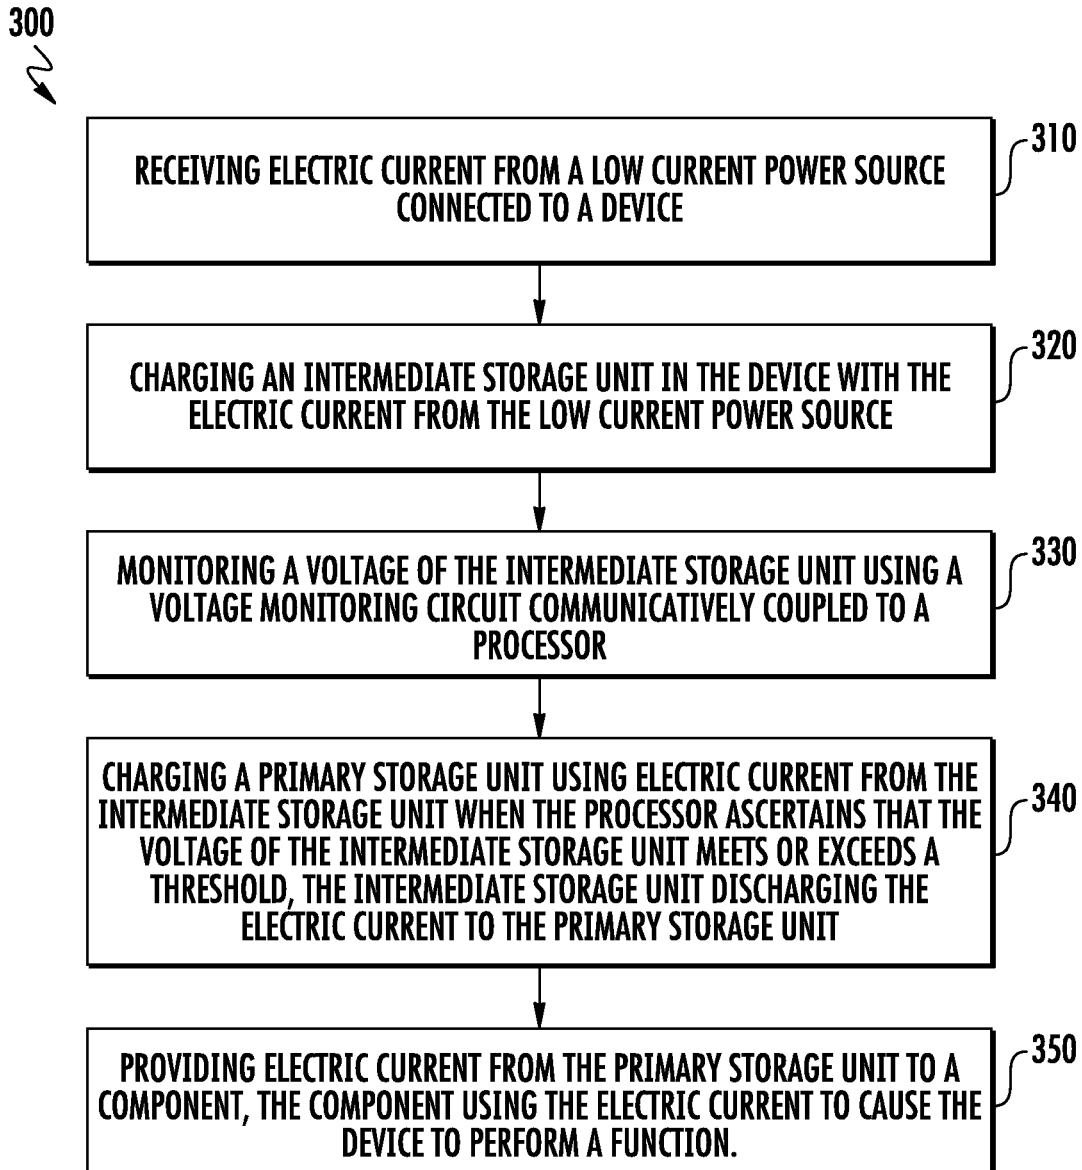 300
RECEIVING ELECTRIC CURRENT FROM A LOW CURRENT POWER SOURCE
CONNECTED TO A DEVICE
310
CHARGING AN INTERMEDIATE STORAGE UNIT IN THE DEVICE WITH THE
ELECTRIC CURRENT FROM THE LOW CURRENT POWER SOURCE
320
MONITORING A VOLTAGE OF THE INTERMEDIATE STORAGE UNIT USING A
VOLTAGE MONITORING CIRCUIT COMMUNICATIVELY COUPLED TO A
PROCESSOR
330
CHARGING A PRIMARY STORAGE UNIT USING ELECTRIC CURRENT FROM THE
INTERMEDIATE STORAGE UNIT WHEN THE PROCESSOR ASCERTAINS THAT THE
VOLTAGE OF THE INTERMEDIATE STORAGE UNIT MEETS OR EXCEEDS A
THRESHOLD, THE INTERMEDIATE STORAGE UNIT DISCHARGING THE
ELECTRIC CURRENT TO THE PRIMARY STORAGE UNIT
340
PROVIDING ELECTRIC CURRENT FROM THE PRIMARY STORAGE UNIT TO A
COMPONENT, THE COMPONENT USING THE ELECTRIC CURRENT TO CAUSE THE
DEVICE TO PERFORM A FUNCTION.
350